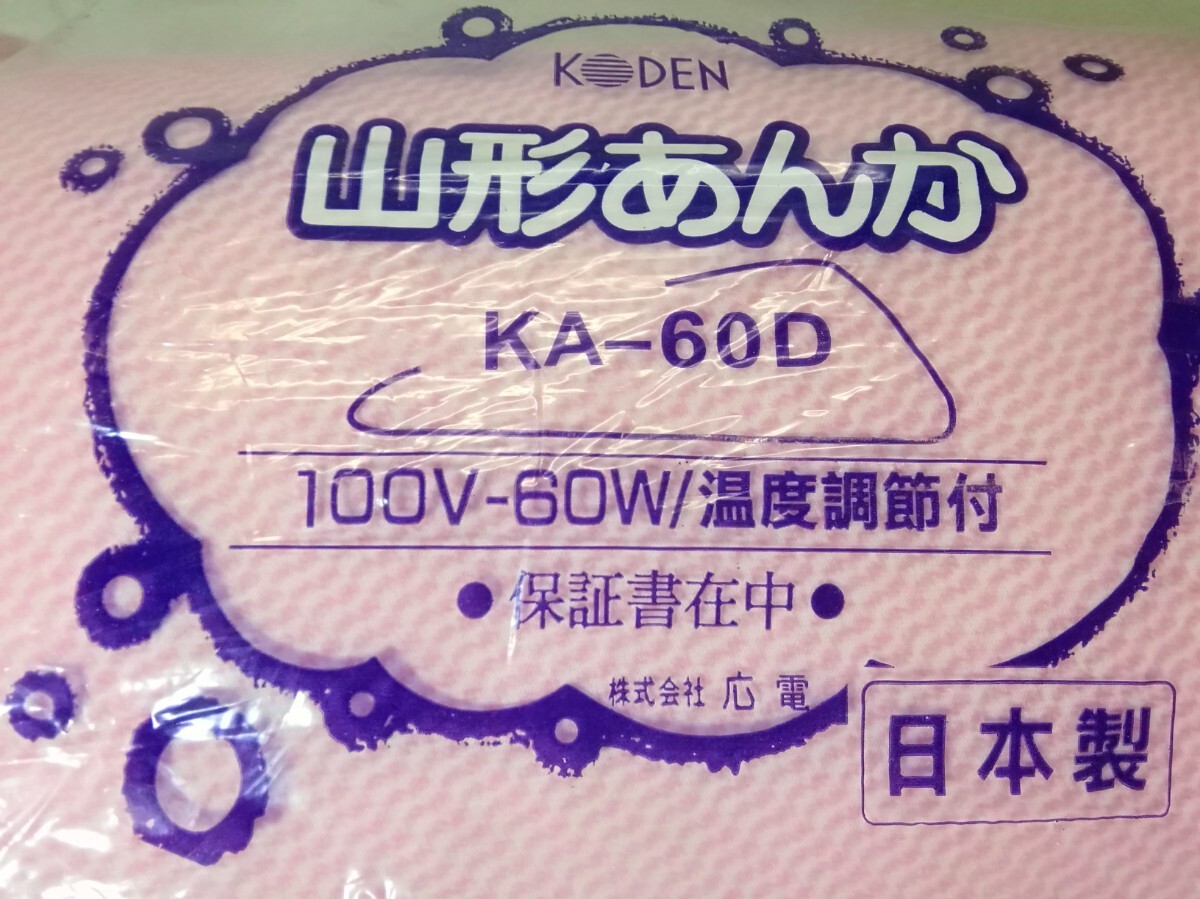 KODEN
山形あんか
KA-60D
100V-60W/温度調節付
●保証書在中●
株式会社 広電
日本製